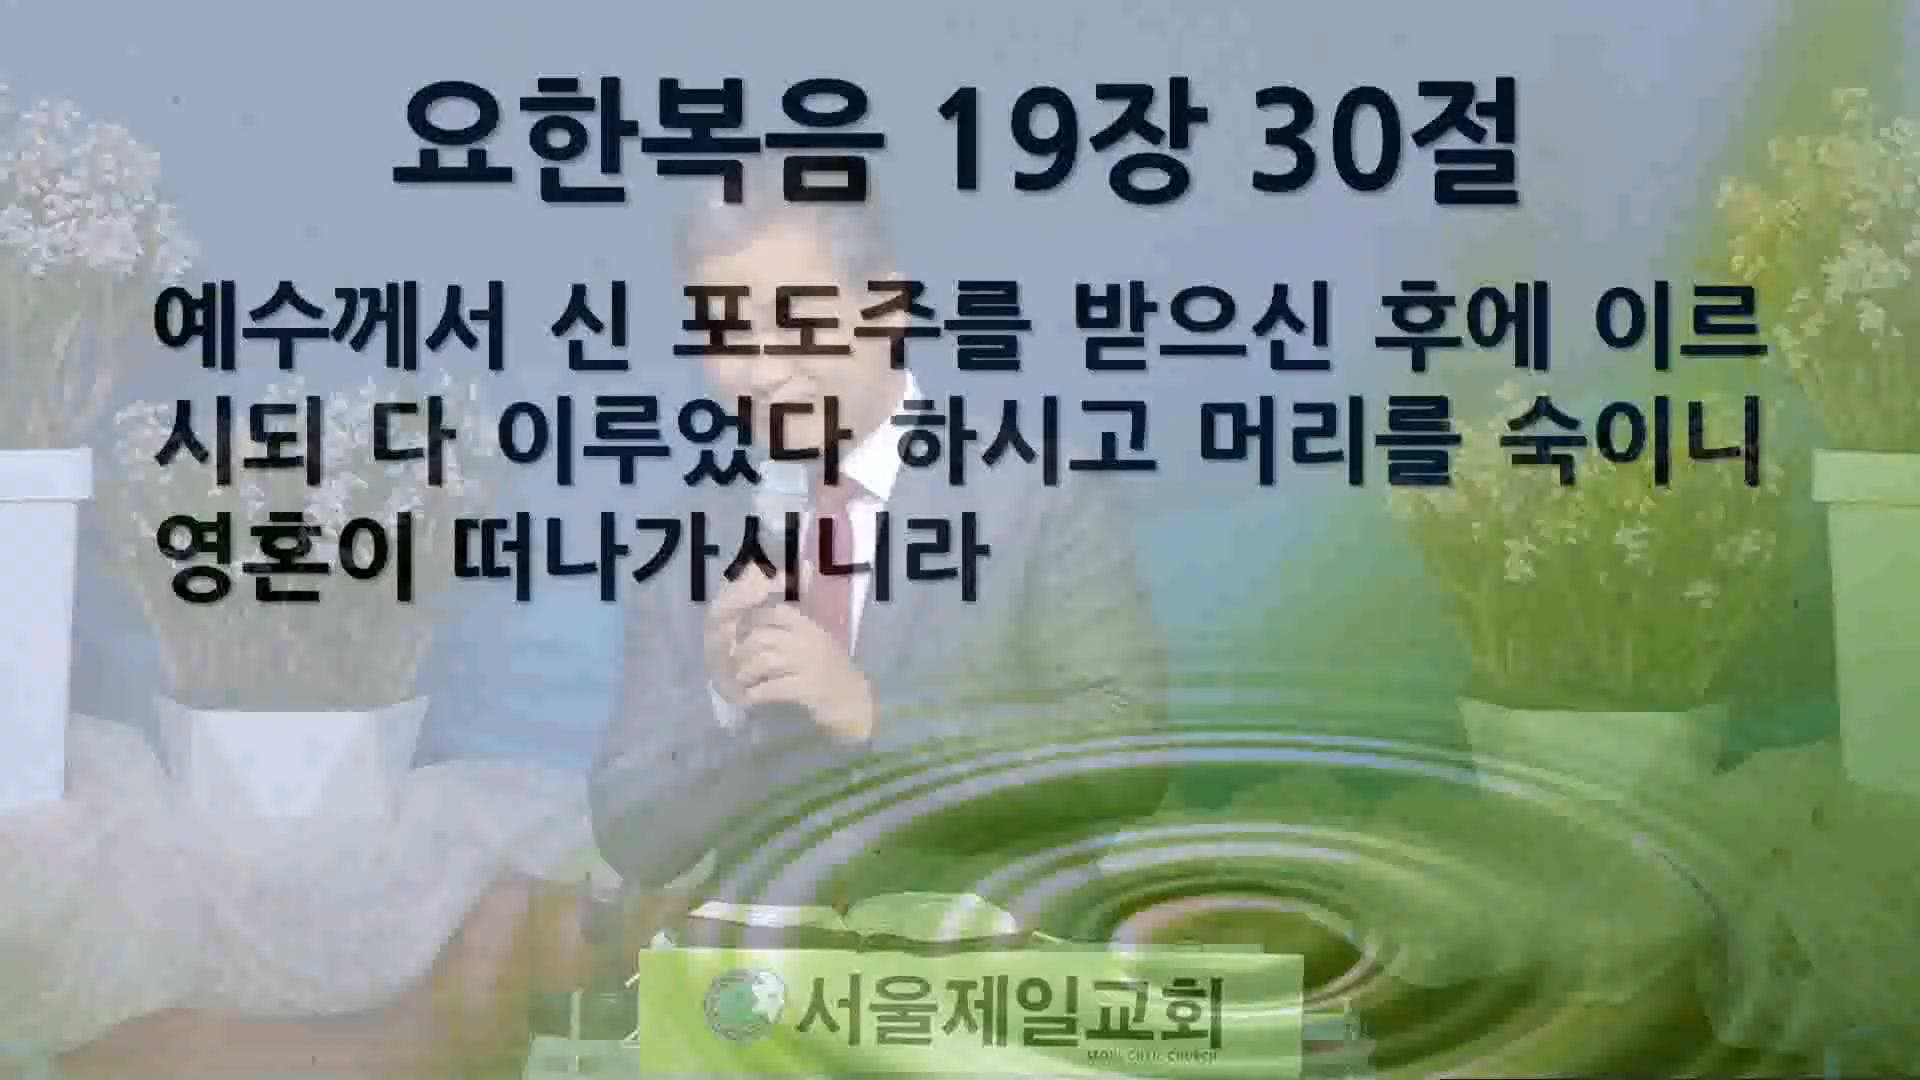 요한복음 19장 30절
예수께서 신 포도주를 받으신 후에 이르
시되 다 이루었다 하시고 머리를 숙이니
영혼이 떠나가시니라
서울제일교회
SEOUL CHEIL CHURCH